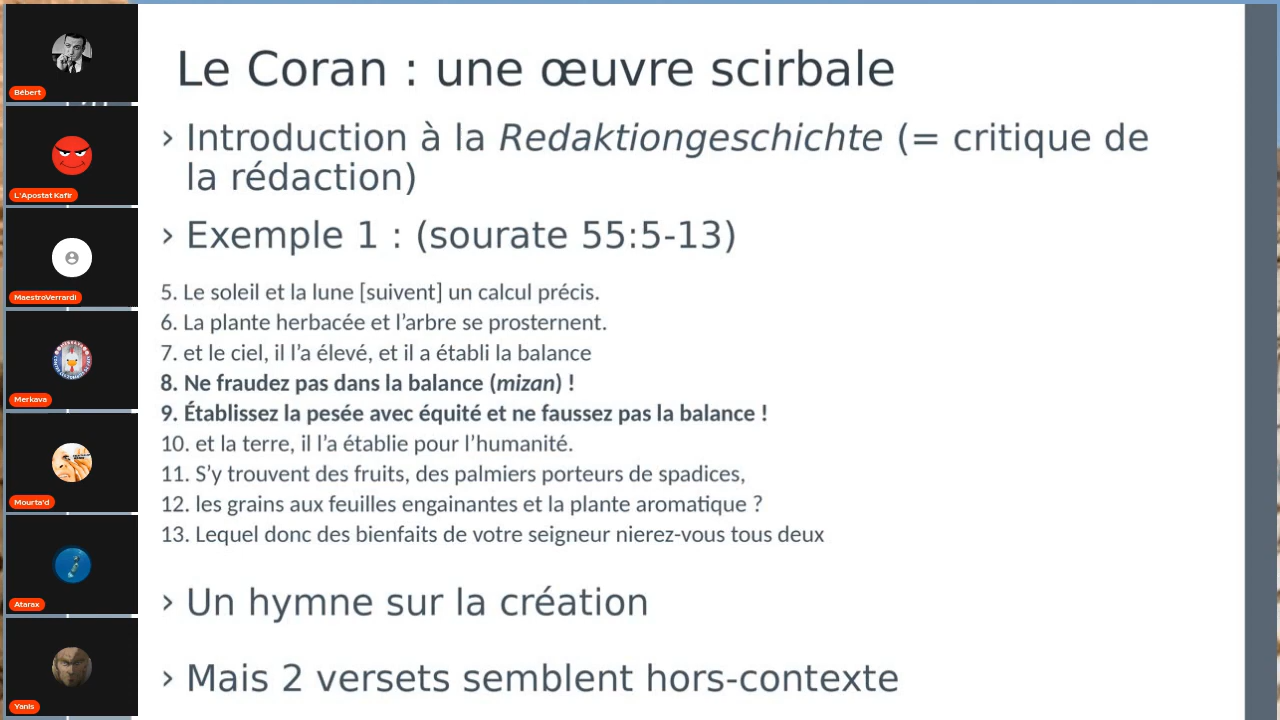 Le Coran : une œuvre scirbale
› Introduction à la Redaktiongeschichte (= critique de
la rédaction)
› Exemple 1 : (sourate 55:5-13)
5. Le soleil et la lune [suivent] un calcul précis.
6. La plante herbacée et l’arbre se prosternent.
7. et le ciel, il l’a élevé, et il a établi la balance
8. Ne fraudez pas dans la balance (mizan) !
9. Établissez la pesée avec équité et ne faussez pas la balance !
10. et la terre, il l’a établie pour l’humanité.
11. S’y trouvent des fruits, des palmiers porteurs de spadices,
12. les grains aux feuilles engainantes et la plante aromatique ?
13. Lequel donc des bienfaits de votre seigneur nierez-vous tous deux
› Un hymne sur la création
› Mais 2 versets semblent hors-contexte
Bébert
L'Apostat Kafir
MaestroVerrardi
Merkava
Mourta'd
Atarax
Yanis